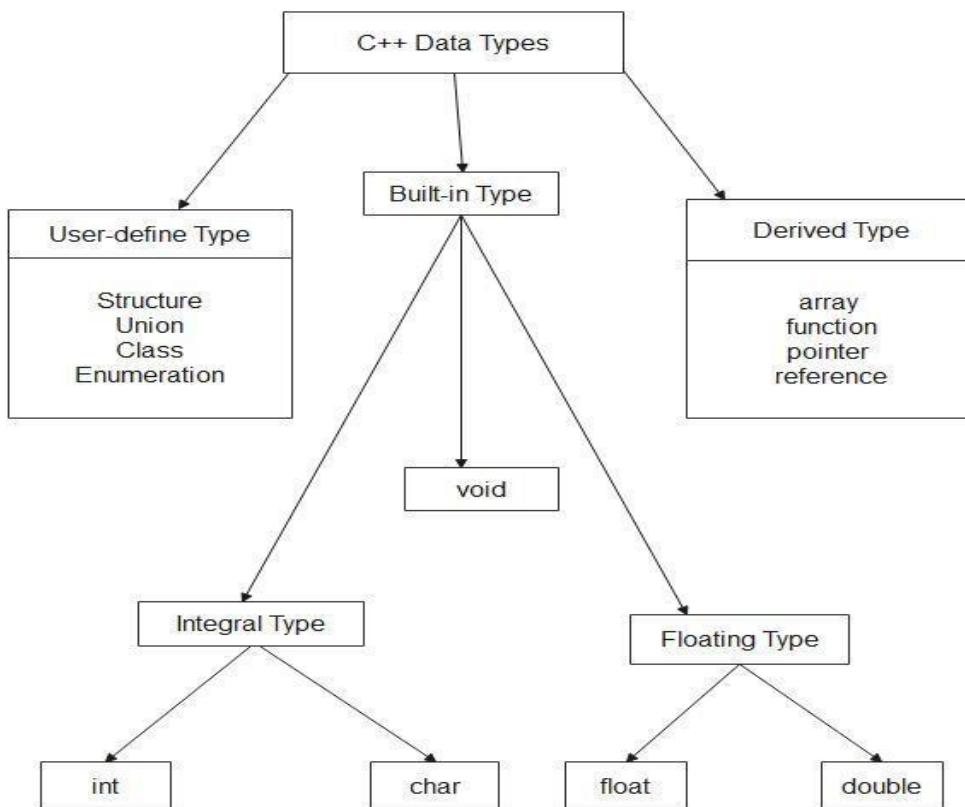 C++ Data Types
Built-in Type
User-define Type
Structure
Union
Class
Enumeration
Derived Type
array
function
pointer
reference
void
Integral Type
Floating Type
int
char
float
double